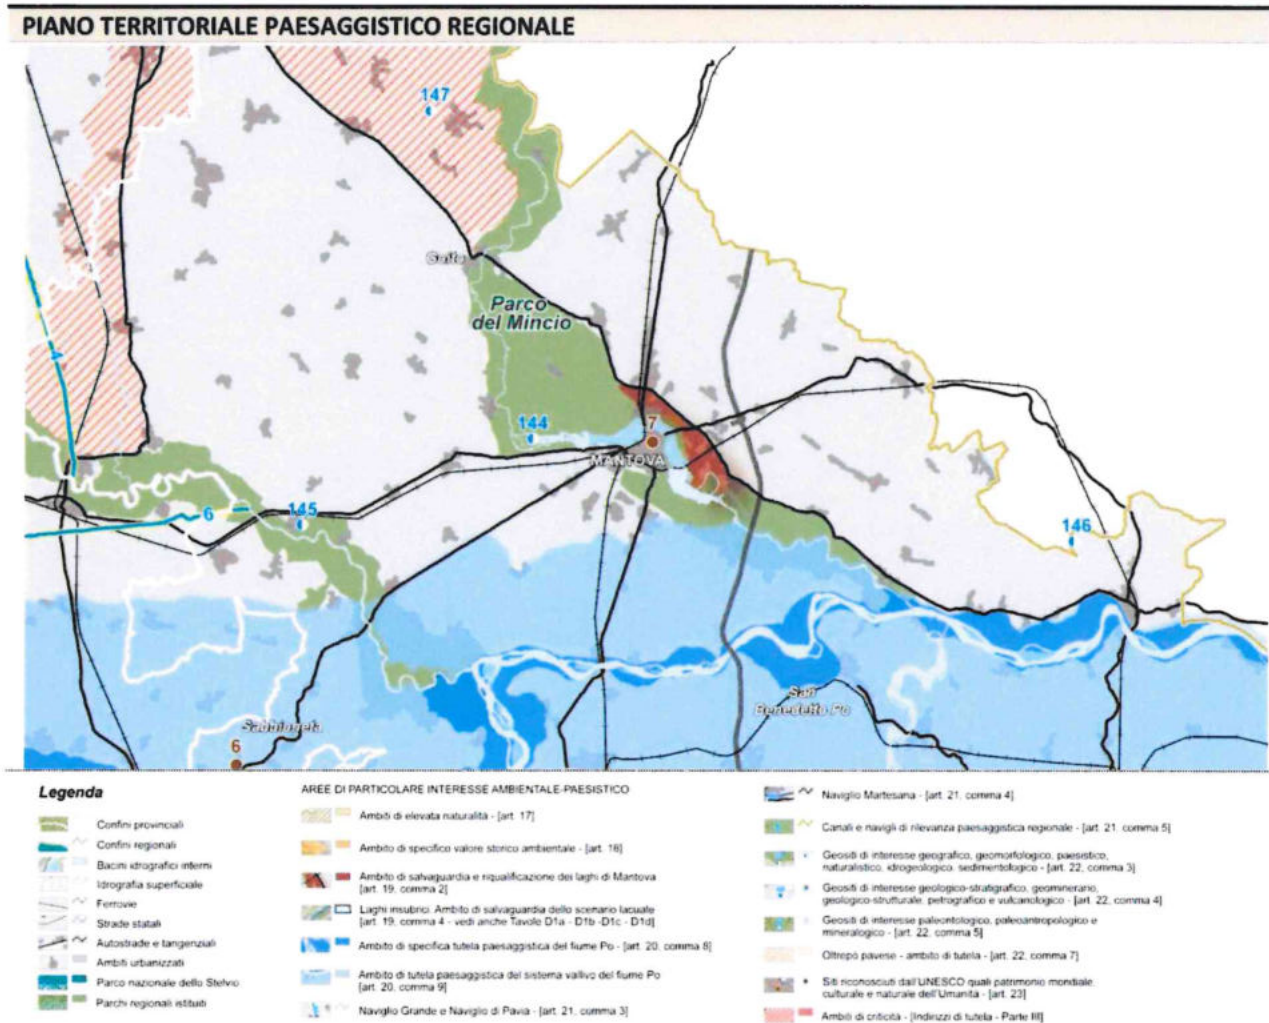 PIANO TERRITORIALE PAESAGGISTICO REGIONALE
147
Goito
Parco
del Mincio
144
7
MANTOVA
6
145
146
San
Benedetto Po
Sabbioneta
6
Legenda
Confini provinciali
Confini regionali
Bacini idrografici interni
Idrografia superficiale
Ferrovie
Strade statali
Autostrade e tangenziali
Ambiti urbanizzati
Parco nazionale dello Stelvio
Parchi regionali istituiti
AREE DI PARTICOLARE INTERESSE AMBIENTALE-PAESISTICO
Ambiti di elevata naturalità - [art. 17]
Ambito di specifico valore storico ambientale - [art. 18]
Ambito di salvaguardia e riqualificazione dei laghi di Mantova
[art. 19, comma 2]
Laghi insubrici. Ambito di salvaguardia dello scenario lacuale
[art. 19, comma 4 - vedi anche Tavole D1a - D1b -D1c - D1d]
Ambito di specifica tutela paesaggistica del fiume Po - [art. 20, comma 8]
Ambito di tutela paesaggistica del sistema vallivo del fiume Po
[art. 20, comma 9]
Naviglio Grande e Naviglio di Pavia - [art. 21, comma 3]
Naviglio Martesana - [art. 21, comma 4]
Canali e navigli di rilevanza paesaggistica regionale - [art. 21, comma 5]
Geositi di interesse geografico, geomorfologico, paesistico,
naturalistico, idrogeologico, sedimentologico - [art. 22, comma 3]
Geositi di interesse geologico-stratigrafico, geominerario,
geologico-strutturale, petrografico e vulcanologico - [art. 22, comma 4]
Geositi di interesse paleontologico, paleoantropologico e
mineralogico - [art. 22, comma 5]
Oltrepò pavese - ambito di tutela - [art. 22, comma 7]
Siti riconosciuti dall'UNESCO quali patrimonio mondiale,
culturale e naturale dell'Umanità - [art. 23]
Ambiti di criticità - [Indirizzi di tutela - Parte III]